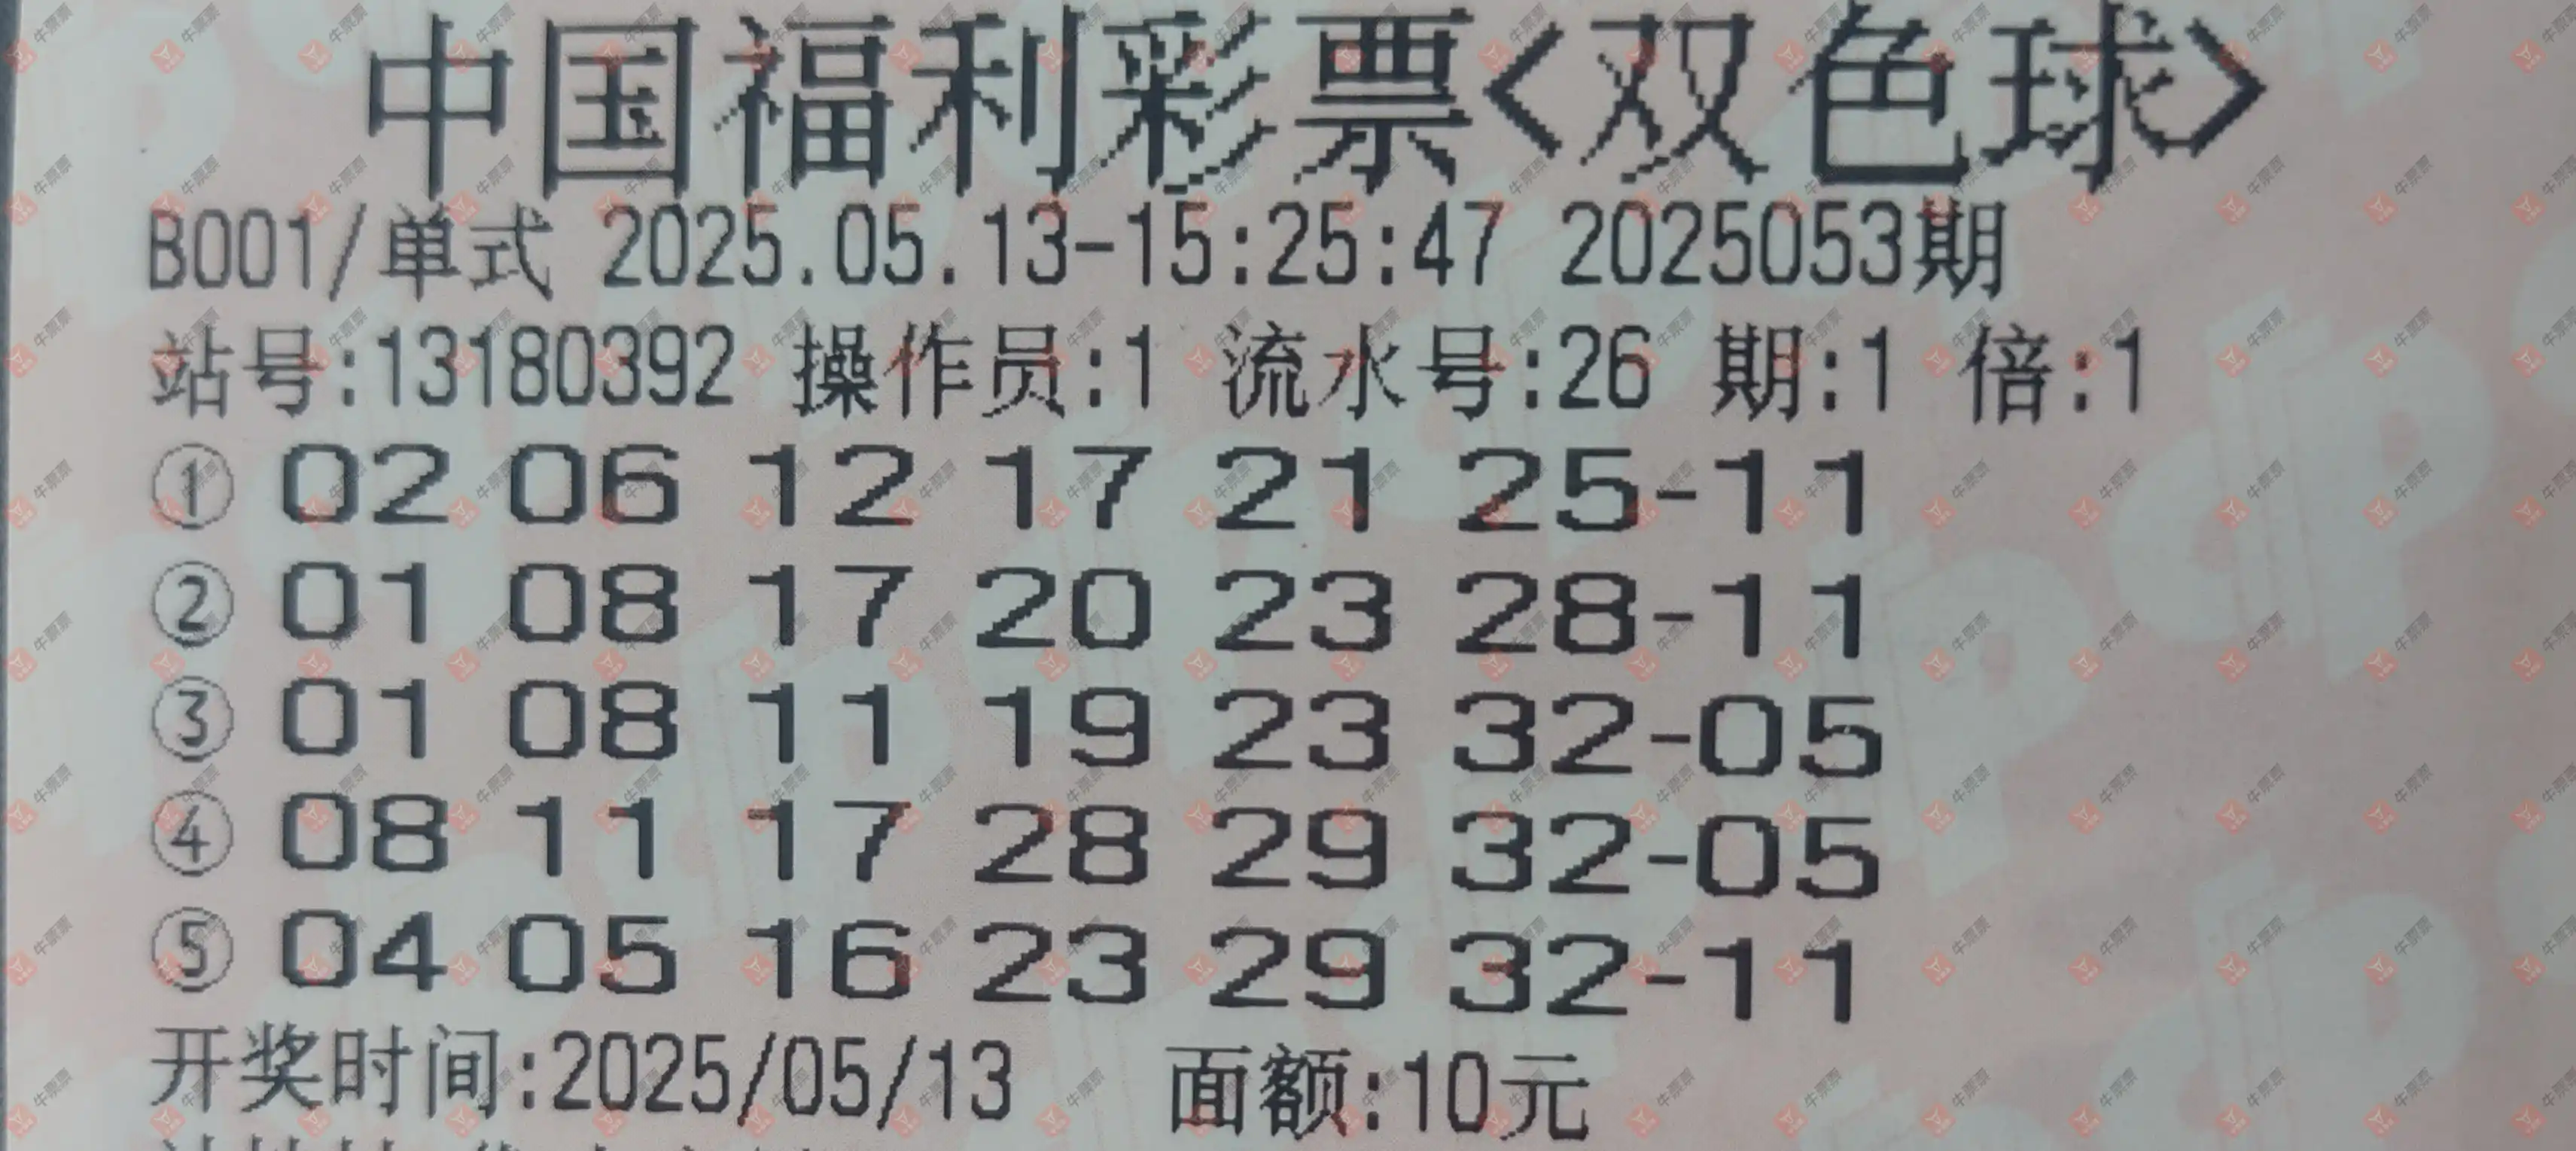 中国福利彩票<双色球>
B001/单式 2025.05.13-15:25:47 2025053期
站号:13180392 操作员:1 流水号:26 期:1 倍:1
① 02 06 12 17 21 25-11
② 01 08 17 20 23 28-11
③ 01 08 11 19 23 32-05
④ 08 11 17 28 29 32-05
⑤ 04 05 16 23 29 32-11
开奖时间:2025/05/13 面额:10元
牛票票